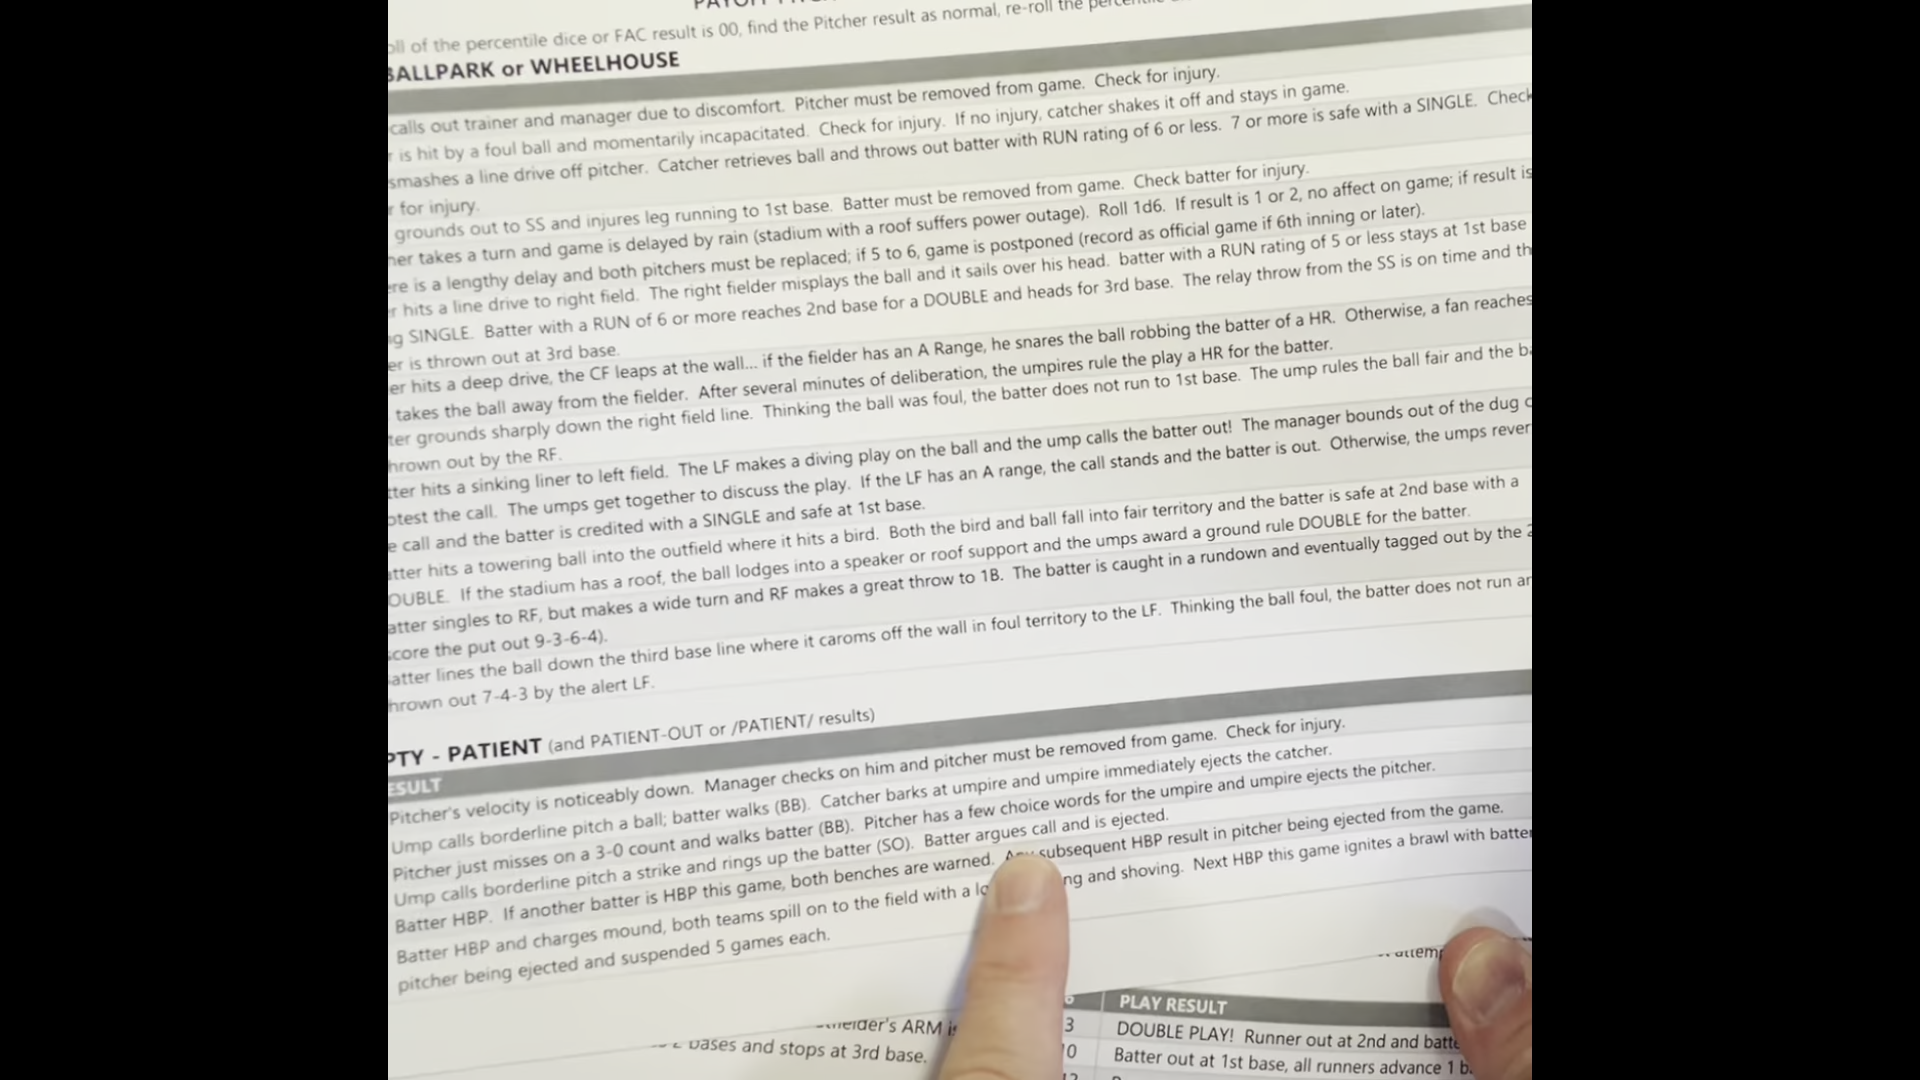 PAYOFF PITCH
oll of the percentile dice or FAC result is 00, find the Pitcher result as normal, re-roll the percentile
BALLPARK or WHEELHOUSE
calls out trainer and manager due to discomfort. Pitcher must be removed from game. Check for injury.
r is hit by a foul ball and momentarily incapacitated. Check for injury. If no injury, catcher shakes it off and stays in game.
smashes a line drive off pitcher. Catcher retrieves ball and throws out batter with RUN rating of 6 or less. 7 or more is safe with a SINGLE. Check
r for injury.
grounds out to SS and injures leg running to 1st base. Batter must be removed from game. Check batter for injury.
her takes a turn and game is delayed by rain (stadium with a roof suffers power outage). Roll 1d6. If result is 1 or 2, no affect on game; if result is
ere is a lengthy delay and both pitchers must be replaced; if 5 to 6, game is postponed (record as official game if 6th inning or later).
r hits a line drive to right field. The right fielder misplays the ball and it sails over his head. batter with a RUN rating of 5 or less stays at 1st base
g SINGLE. Batter with a RUN of 6 or more reaches 2nd base for a DOUBLE and heads for 3rd base. The relay throw from the SS is on time and th
er is thrown out at 3rd base.
er hits a deep drive, the CF leaps at the wall... if the fielder has an A Range, he snares the ball robbing the batter of a HR. Otherwise, a fan reaches
takes the ball away from the fielder. After several minutes of deliberation, the umpires rule the play a HR for the batter.
ter grounds sharply down the right field line. Thinking the ball was foul, the batter does not run to 1st base. The ump rules the ball fair and the ba
hrown out by the RF.
tter hits a sinking liner to left field. The LF makes a diving play on the ball and the ump calls the batter out! The manager bounds out of the dug o
otest the call. The umps get together to discuss the play. If the LF has an A range, the call stands and the batter is out. Otherwise, the umps rever
e call and the batter is credited with a SINGLE and safe at 1st base.
atter hits a towering ball into the outfield where it hits a bird. Both the bird and ball fall into fair territory and the batter is safe at 2nd base with a
OUBLE. If the stadium has a roof, the ball lodges into a speaker or roof support and the umps award a ground rule DOUBLE for the batter.
atter singles to RF, but makes a wide turn and RF makes a great throw to 1B. The batter is caught in a rundown and eventually tagged out by the 2
score the put out 9-3-6-4).
atter lines the ball down the third base line where it caroms off the wall in foul territory to the LF. Thinking the ball foul, the batter does not run an
hrown out 7-4-3 by the alert LF.
PTY - PATIENT (and PATIENT-OUT or /PATIENT/ results)
ESULT
Pitcher's velocity is noticeably down. Manager checks on him and pitcher must be removed from game. Check for injury.
Ump calls borderline pitch a ball; batter walks (BB). Catcher barks at umpire and umpire immediately ejects the catcher.
Pitcher just misses on a 3-0 count and walks batter (BB). Pitcher has a few choice words for the umpire and umpire ejects the pitcher.
Ump calls borderline pitch a strike and rings up the batter (SO). Batter argues call and is ejected.
Batter HBP. If another batter is HBP this game, both benches are warned. Any subsequent HBP result in pitcher being ejected from the game.
Batter HBP and charges mound, both teams spill on to the field with a lo ng and shoving. Next HBP this game ignites a brawl with batter
pitcher being ejected and suspended 5 games each.
attemp
PLAY RESULT
elder's ARM is
3 DOUBLE PLAY! Runner out at 2nd and batte
bases and stops at 3rd base.
0 Batter out at 1st base, all runners advance 1 b